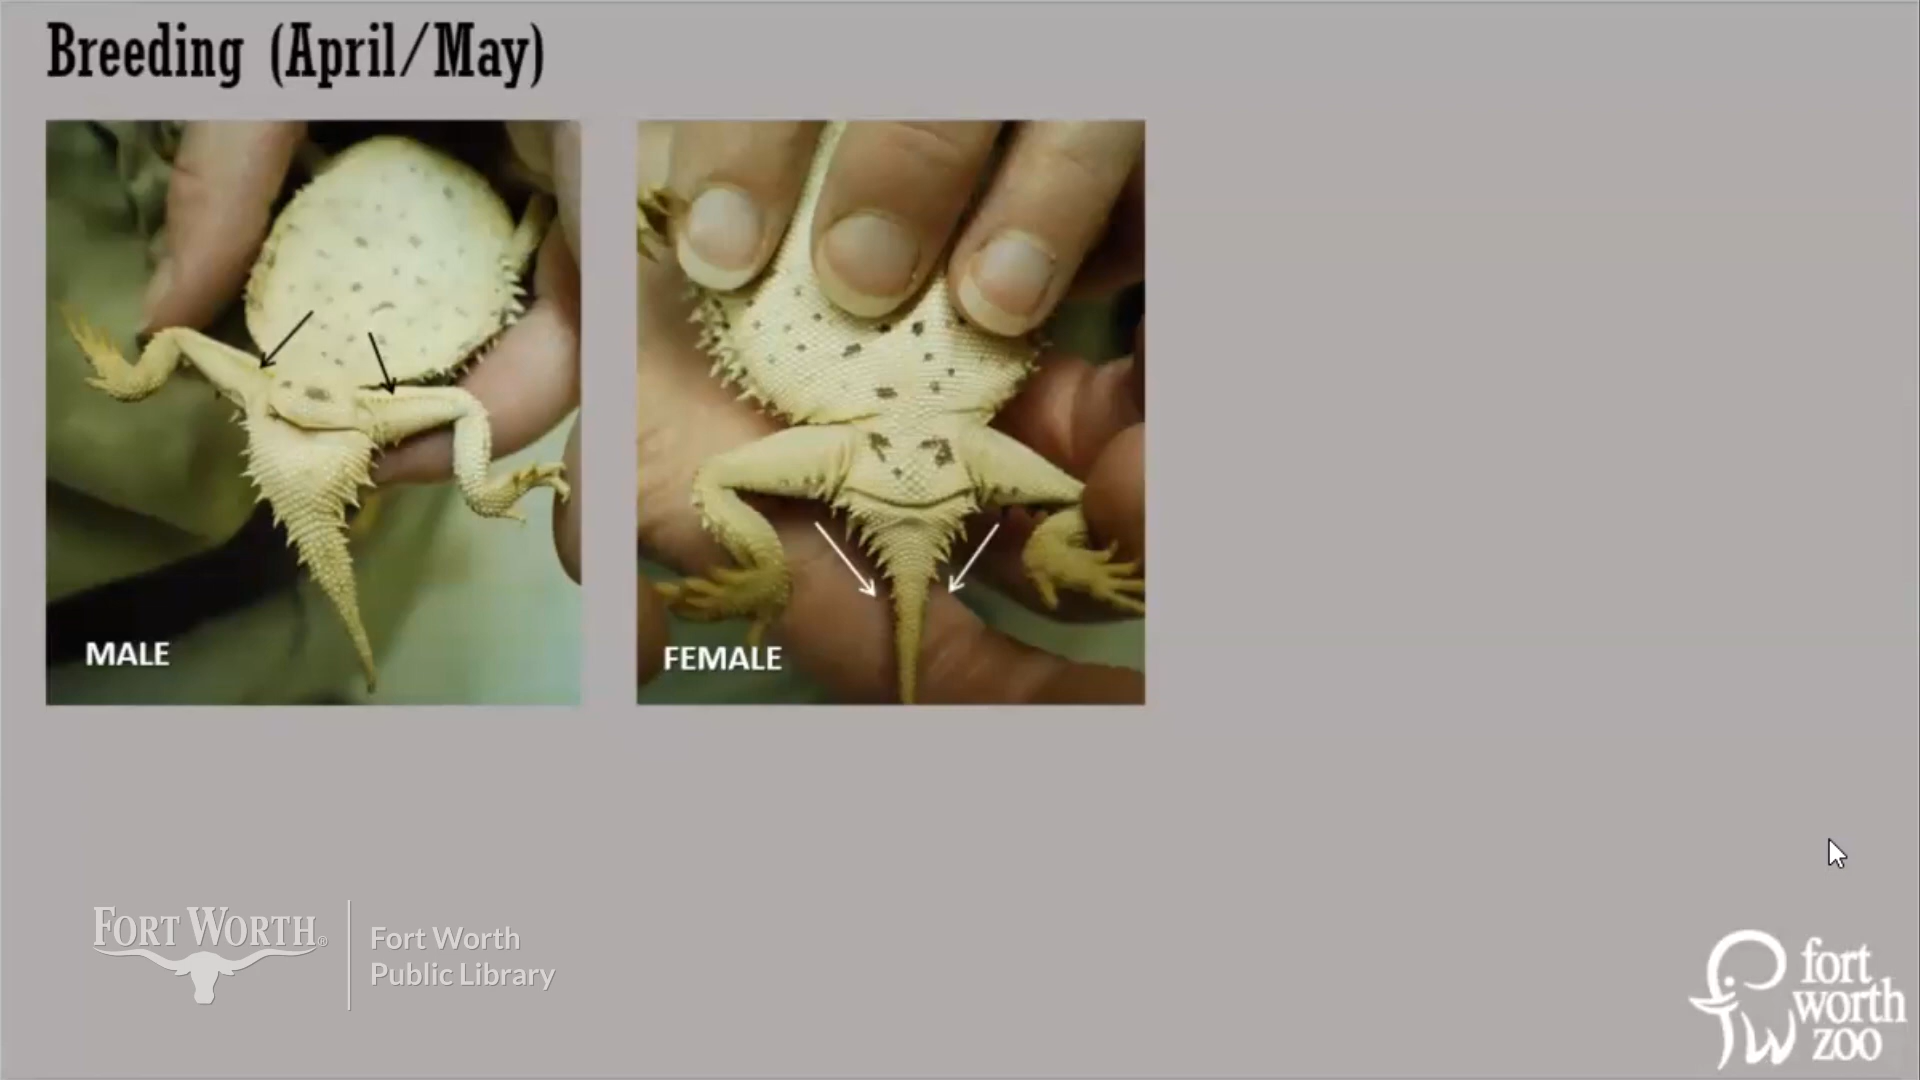 Breeding (April/May)
MALE
FEMALE
FORT WORTH®
Fort Worth
Public Library
fort
worth
zoo